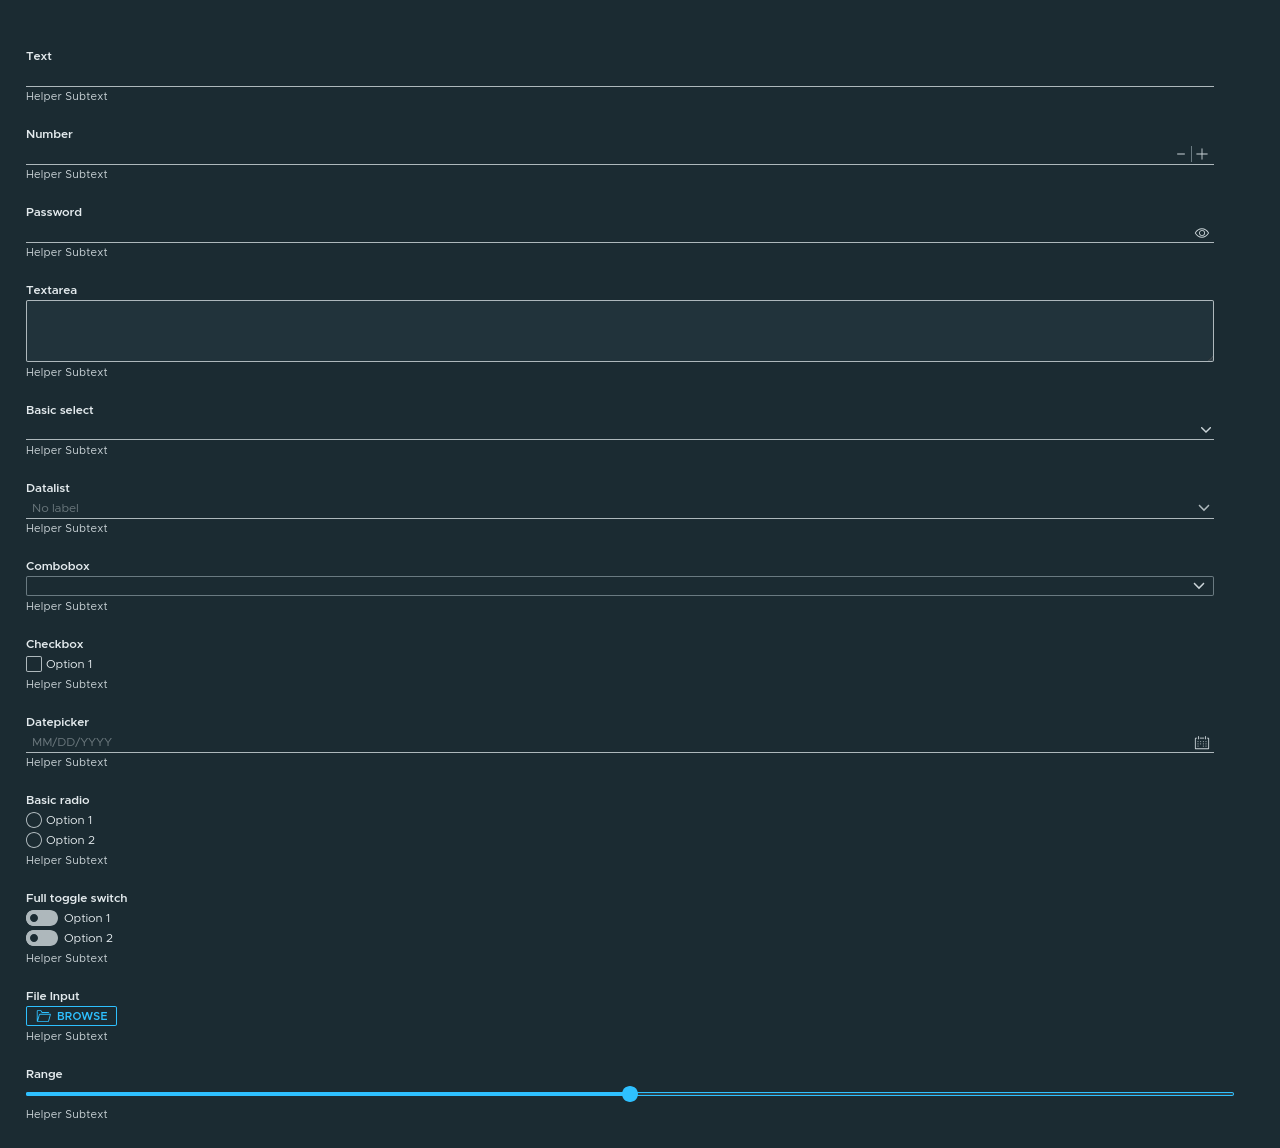 Text
Helper Subtext
Number
Helper Subtext
Password
Helper Subtext
Textarea
Helper Subtext
Basic select
Helper Subtext
Datalist
No label
Helper Subtext
Combobox
Helper Subtext
Checkbox
Option 1
Helper Subtext
Datepicker
MM/DD/YYYY
Helper Subtext
Basic radio
Option 1
Option 2
Helper Subtext
Full toggle switch
Option 1
Option 2
Helper Subtext
File Input
BROWSE
Helper Subtext
Range
Helper Subtext